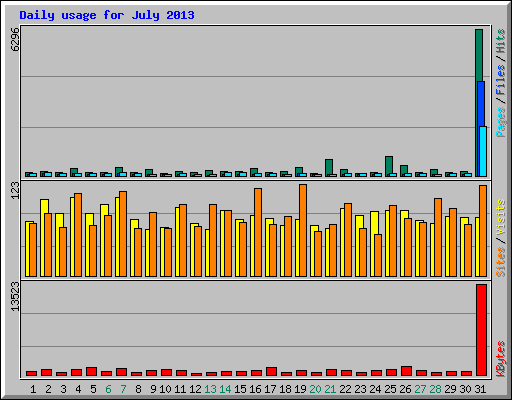 Daily usage for July 2013
6296
Pages / Files / Hits
123
Sites / Visits
13523
KBytes
1 2 3 4 5 6 7 8 9 10 11 12 13 14 15 16 17 18 19 20 21 22 23 24 25 26 27 28 29 30 31